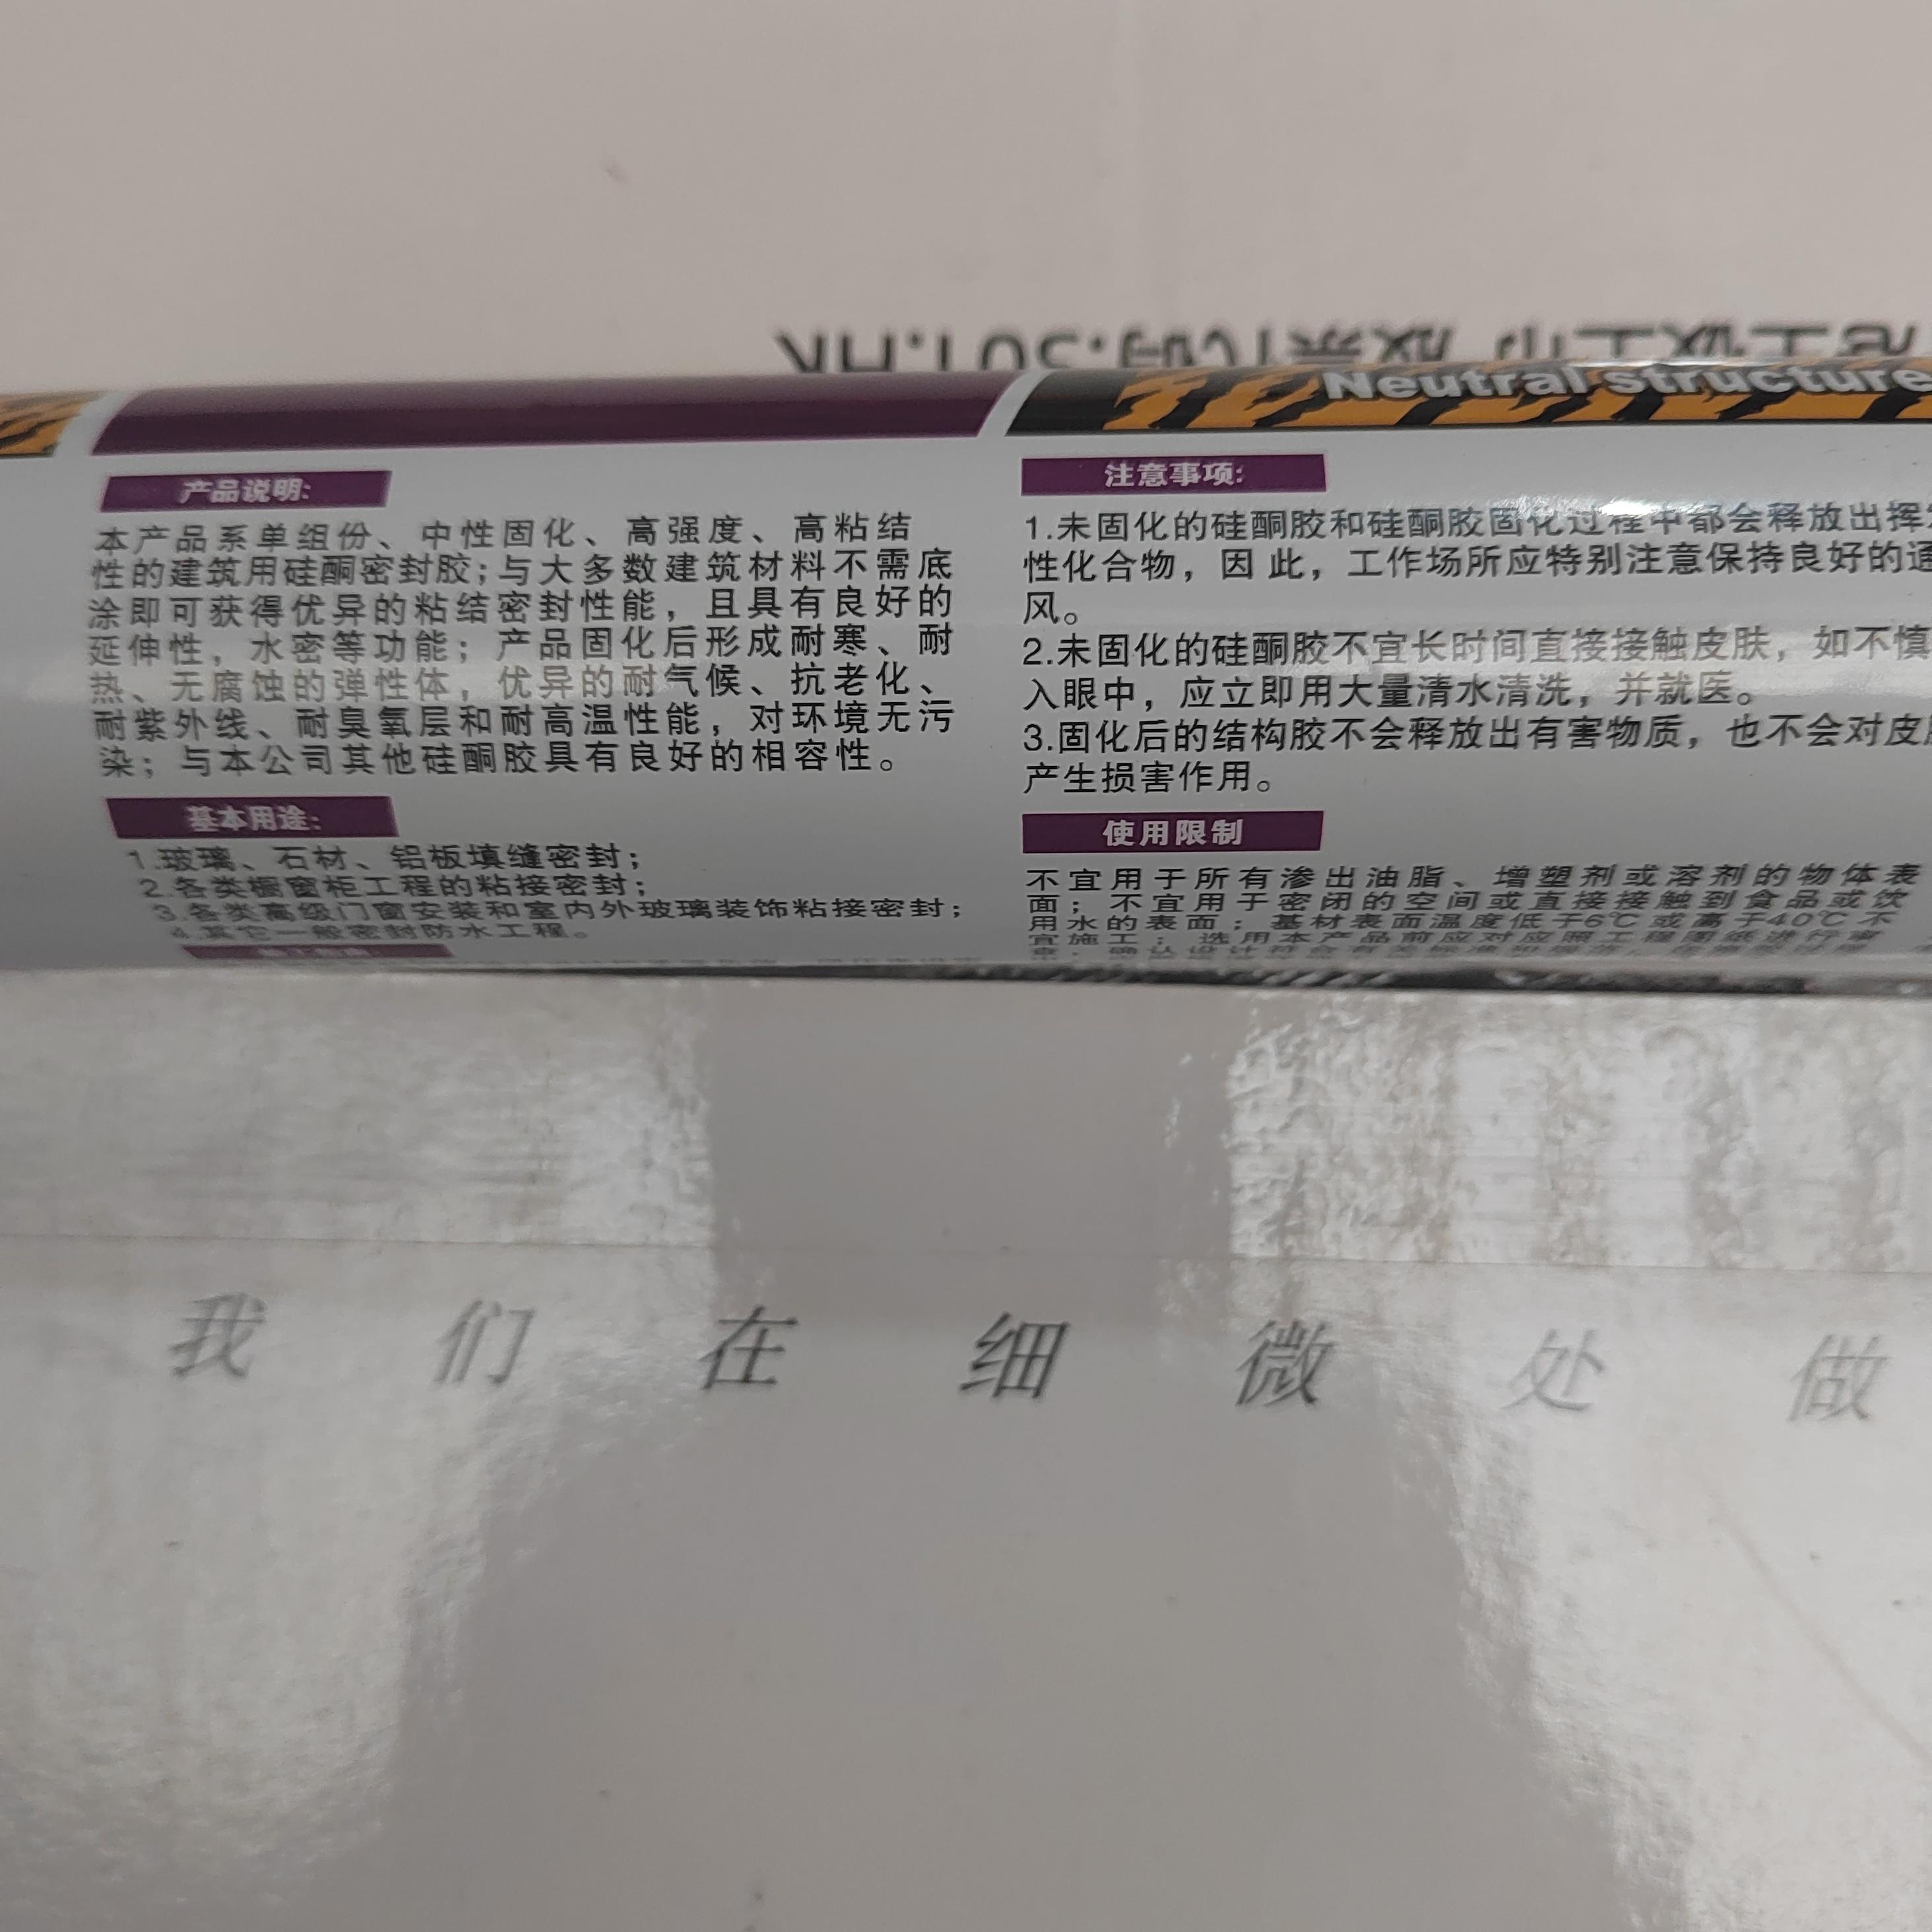 Neutral structure
产品说明:
本产品系单组份、中性固化、高强度、高粘结
性的建筑用硅酮密封胶;与大多数建筑材料不需底
涂即可获得优异的粘结密封性能，且具有良好的
延伸性，水密等功能；产品固化后形成耐寒、耐
热、无腐蚀的弹性体，优异的耐气候、抗老化、
耐紫外线、耐臭氧层和耐高温性能，对环境无污
染；与本公司其他硅酮胶具有良好的相容性。
基本用途:
1.玻璃、石材、铝板填缝密封；
2.各类橱窗柜工程的粘接密封；
3.各类高级门窗安装和室内外玻璃装饰粘接密封；
4.其它一般密封防水工程。
注意事项:
1.未固化的硅酮胶和硅酮胶固化过程中都会释放出挥
性化合物，因此，工作场所应特别注意保持良好的通
风。
2.未固化的硅酮胶不宜长时间直接接触皮肤，如不慎
入眼中，应立即用大量清水清洗，并就医。
3.固化后的结构胶不会释放出有害物质，也不会对皮
产生损害作用。
使用限制
不宜用于所有渗出油脂、增塑剂或溶剂的物体表
面；不宜用于密闭的空间或直接接触到食品或饮
用水的表面；基材表面温度低于6℃或高于40℃不
宜施工；选用本产品前应对应照工程图纸进行审
我们在细微处做